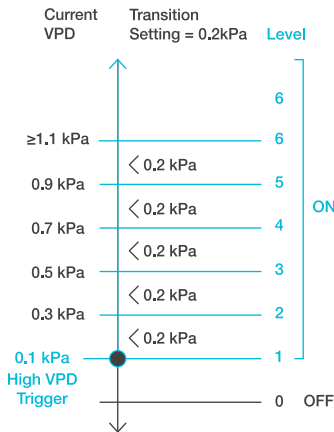 Current VPD
Transition Setting = 0.2kPa
Level
6
≥1.1 kPa
6
< 0.2 kPa
0.9 kPa
5
< 0.2 kPa
ON
0.7 kPa
4
< 0.2 kPa
0.5 kPa
3
< 0.2 kPa
0.3 kPa
2
< 0.2 kPa
0.1 kPa
1
High VPD
Trigger
0 OFF